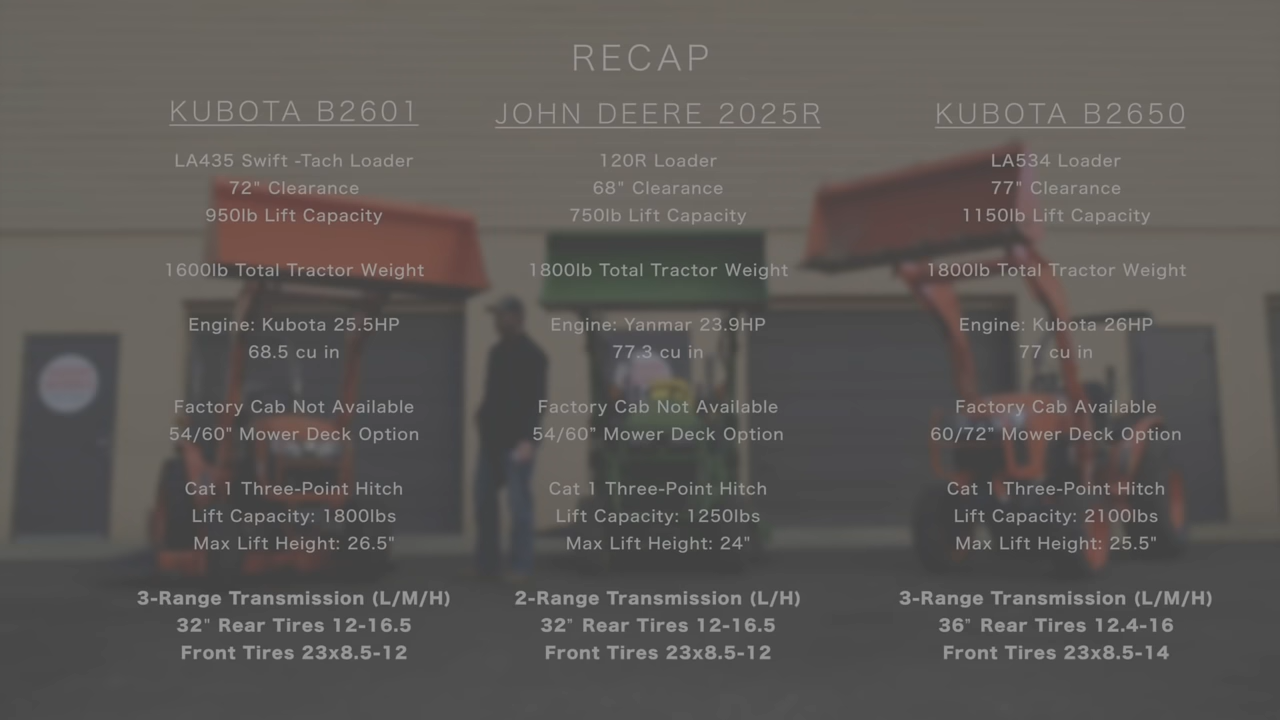 RECAP
KUBOTA B2601
LA435 Swift -Tach Loader
72" Clearance
950lb Lift Capacity
1600lb Total Tractor Weight
Engine: Kubota 25.5HP
68.5 cu in
Factory Cab Not Available
54/60" Mower Deck Option
Cat 1 Three-Point Hitch
Lift Capacity: 1800lbs
Max Lift Height: 26.5"
3-Range Transmission (L/M/H)
32" Rear Tires 12-16.5
Front Tires 23x8.5-12
JOHN DEERE 2025R
120R Loader
68" Clearance
750lb Lift Capacity
1800lb Total Tractor Weight
Engine: Yanmar 23.9HP
77.3 cu in
Factory Cab Not Available
54/60" Mower Deck Option
Cat 1 Three-Point Hitch
Lift Capacity: 1250lbs
Max Lift Height: 24"
2-Range Transmission (L/H)
32" Rear Tires 12-16.5
Front Tires 23x8.5-12
KUBOTA B2650
LA534 Loader
77" Clearance
1150lb Lift Capacity
1800lb Total Tractor Weight
Engine: Kubota 26HP
77 cu in
Factory Cab Available
60/72" Mower Deck Option
Cat 1 Three-Point Hitch
Lift Capacity: 2100lbs
Max Lift Height: 25.5"
3-Range Transmission (L/M/H)
36" Rear Tires 12.4-16
Front Tires 23x8.5-14